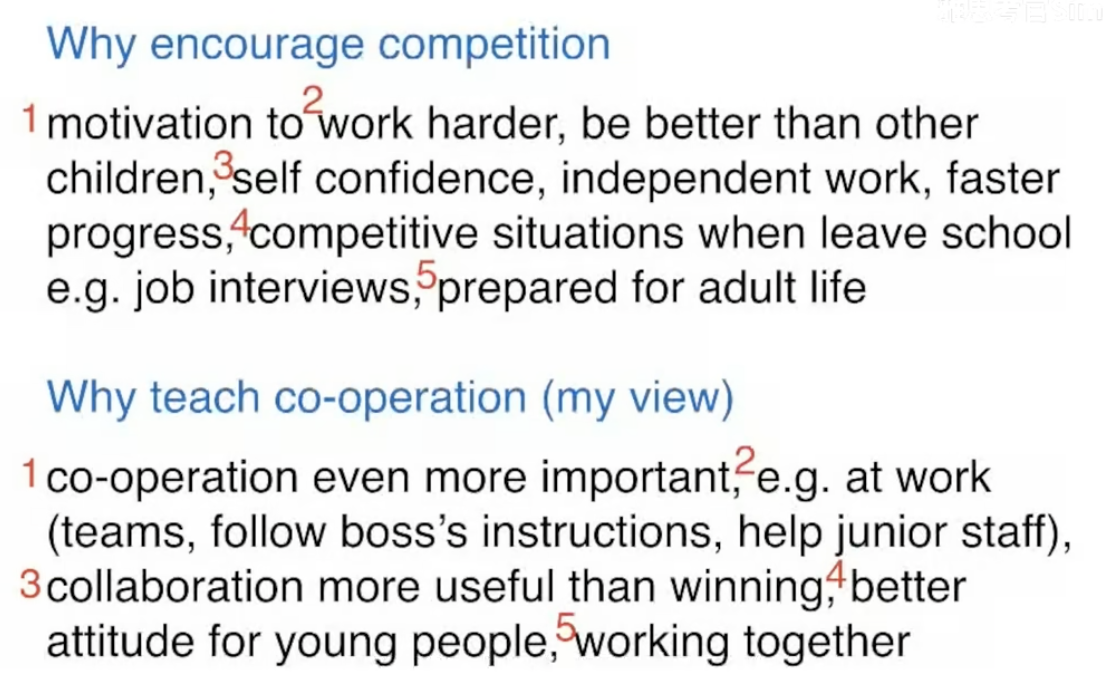 Why encourage competition
1 motivation to 2 work harder, be better than other
children, 3 self confidence, independent work, faster
progress, 4 competitive situations when leave school
e.g. job interviews, 5 prepared for adult life
Why teach co-operation (my view)
1 co-operation even more important, 2 e.g. at work
(teams, follow boss's instructions, help junior staff),
3 collaboration more useful than winning, 4 better
attitude for young people, 5 working together